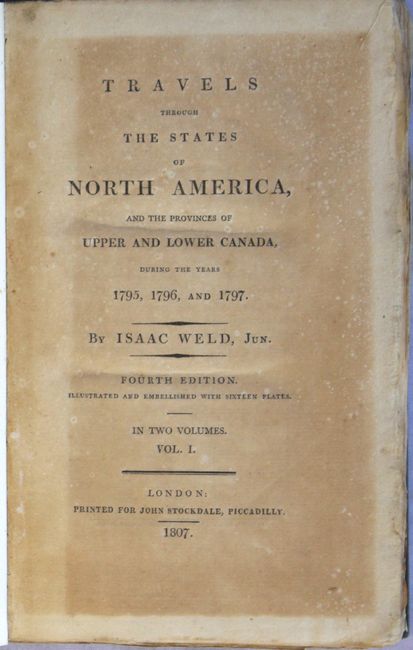 TRAVELS
THROUGH
THE STATES
OF
NORTH AMERICA,
AND THE PROVINCES OF
UPPER AND LOWER CANADA,
DURING THE YEARS
1795, 1796, AND 1797.
BY ISAAC WELD, JUN.
FOURTH EDITION.
ILLUSTRATED AND EMBELLISHED WITH SIXTEEN PLATES.
IN TWO VOLUMES.
VOL. I.
LONDON:
PRINTED FOR JOHN STOCKDALE, PICCADILLY.
1807.